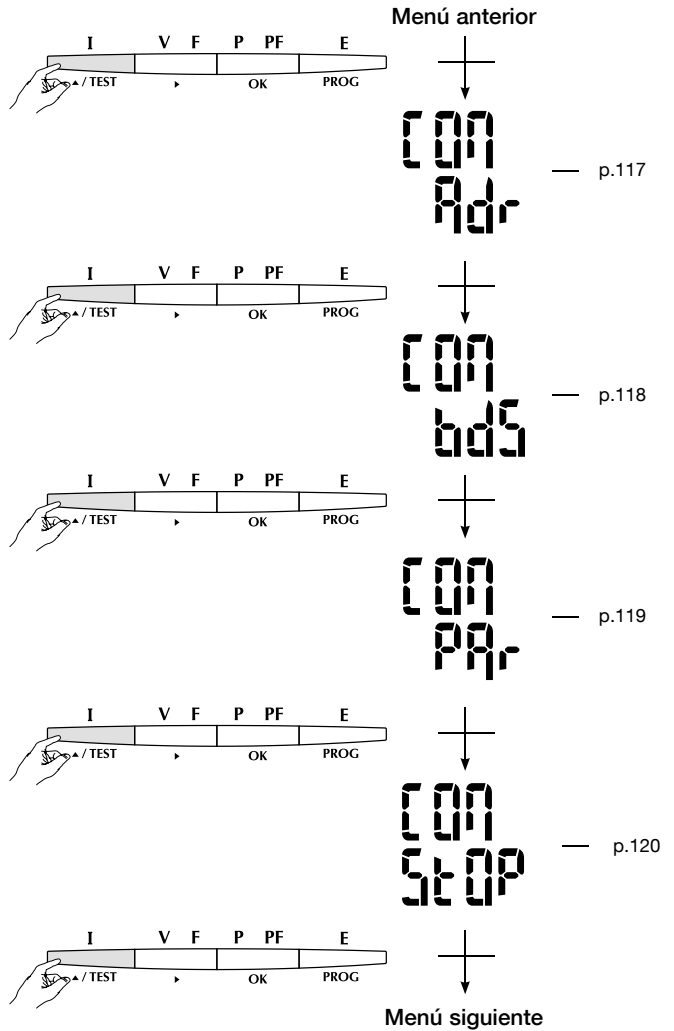 Menú anterior
I V F P PF E
▲ / TEST ▶ OK PROG
COM
Adr
p.117
I V F P PF E
▲ / TEST ▶ OK PROG
COM
bdS
p.118
I V F P PF E
▲ / TEST ▶ OK PROG
COM
PAr
p.119
I V F P PF E
▲ / TEST ▶ OK PROG
COM
StOP
p.120
I V F P PF E
▲ / TEST ▶ OK PROG
Menú siguiente